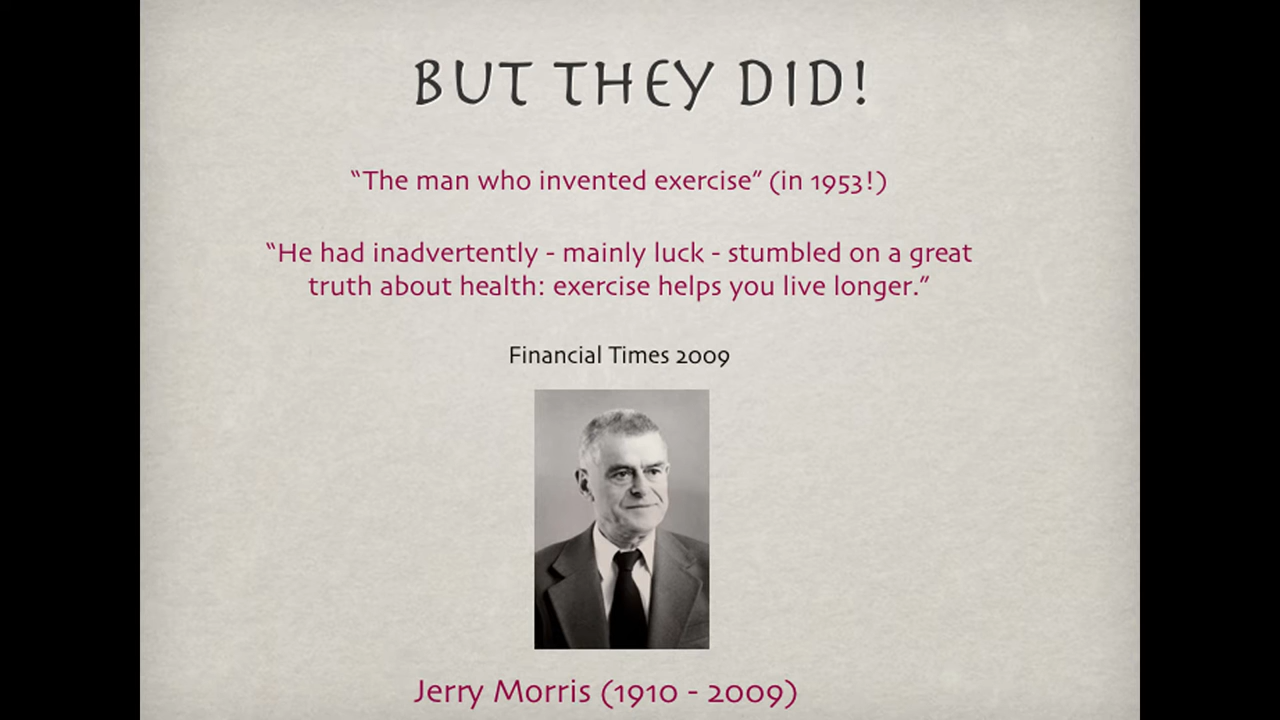 BUT THEY DID!
“The man who invented exercise” (in 1953!)
“He had inadvertently - mainly luck - stumbled on a great
truth about health: exercise helps you live longer.”
Financial Times 2009
Jerry Morris (1910 - 2009)